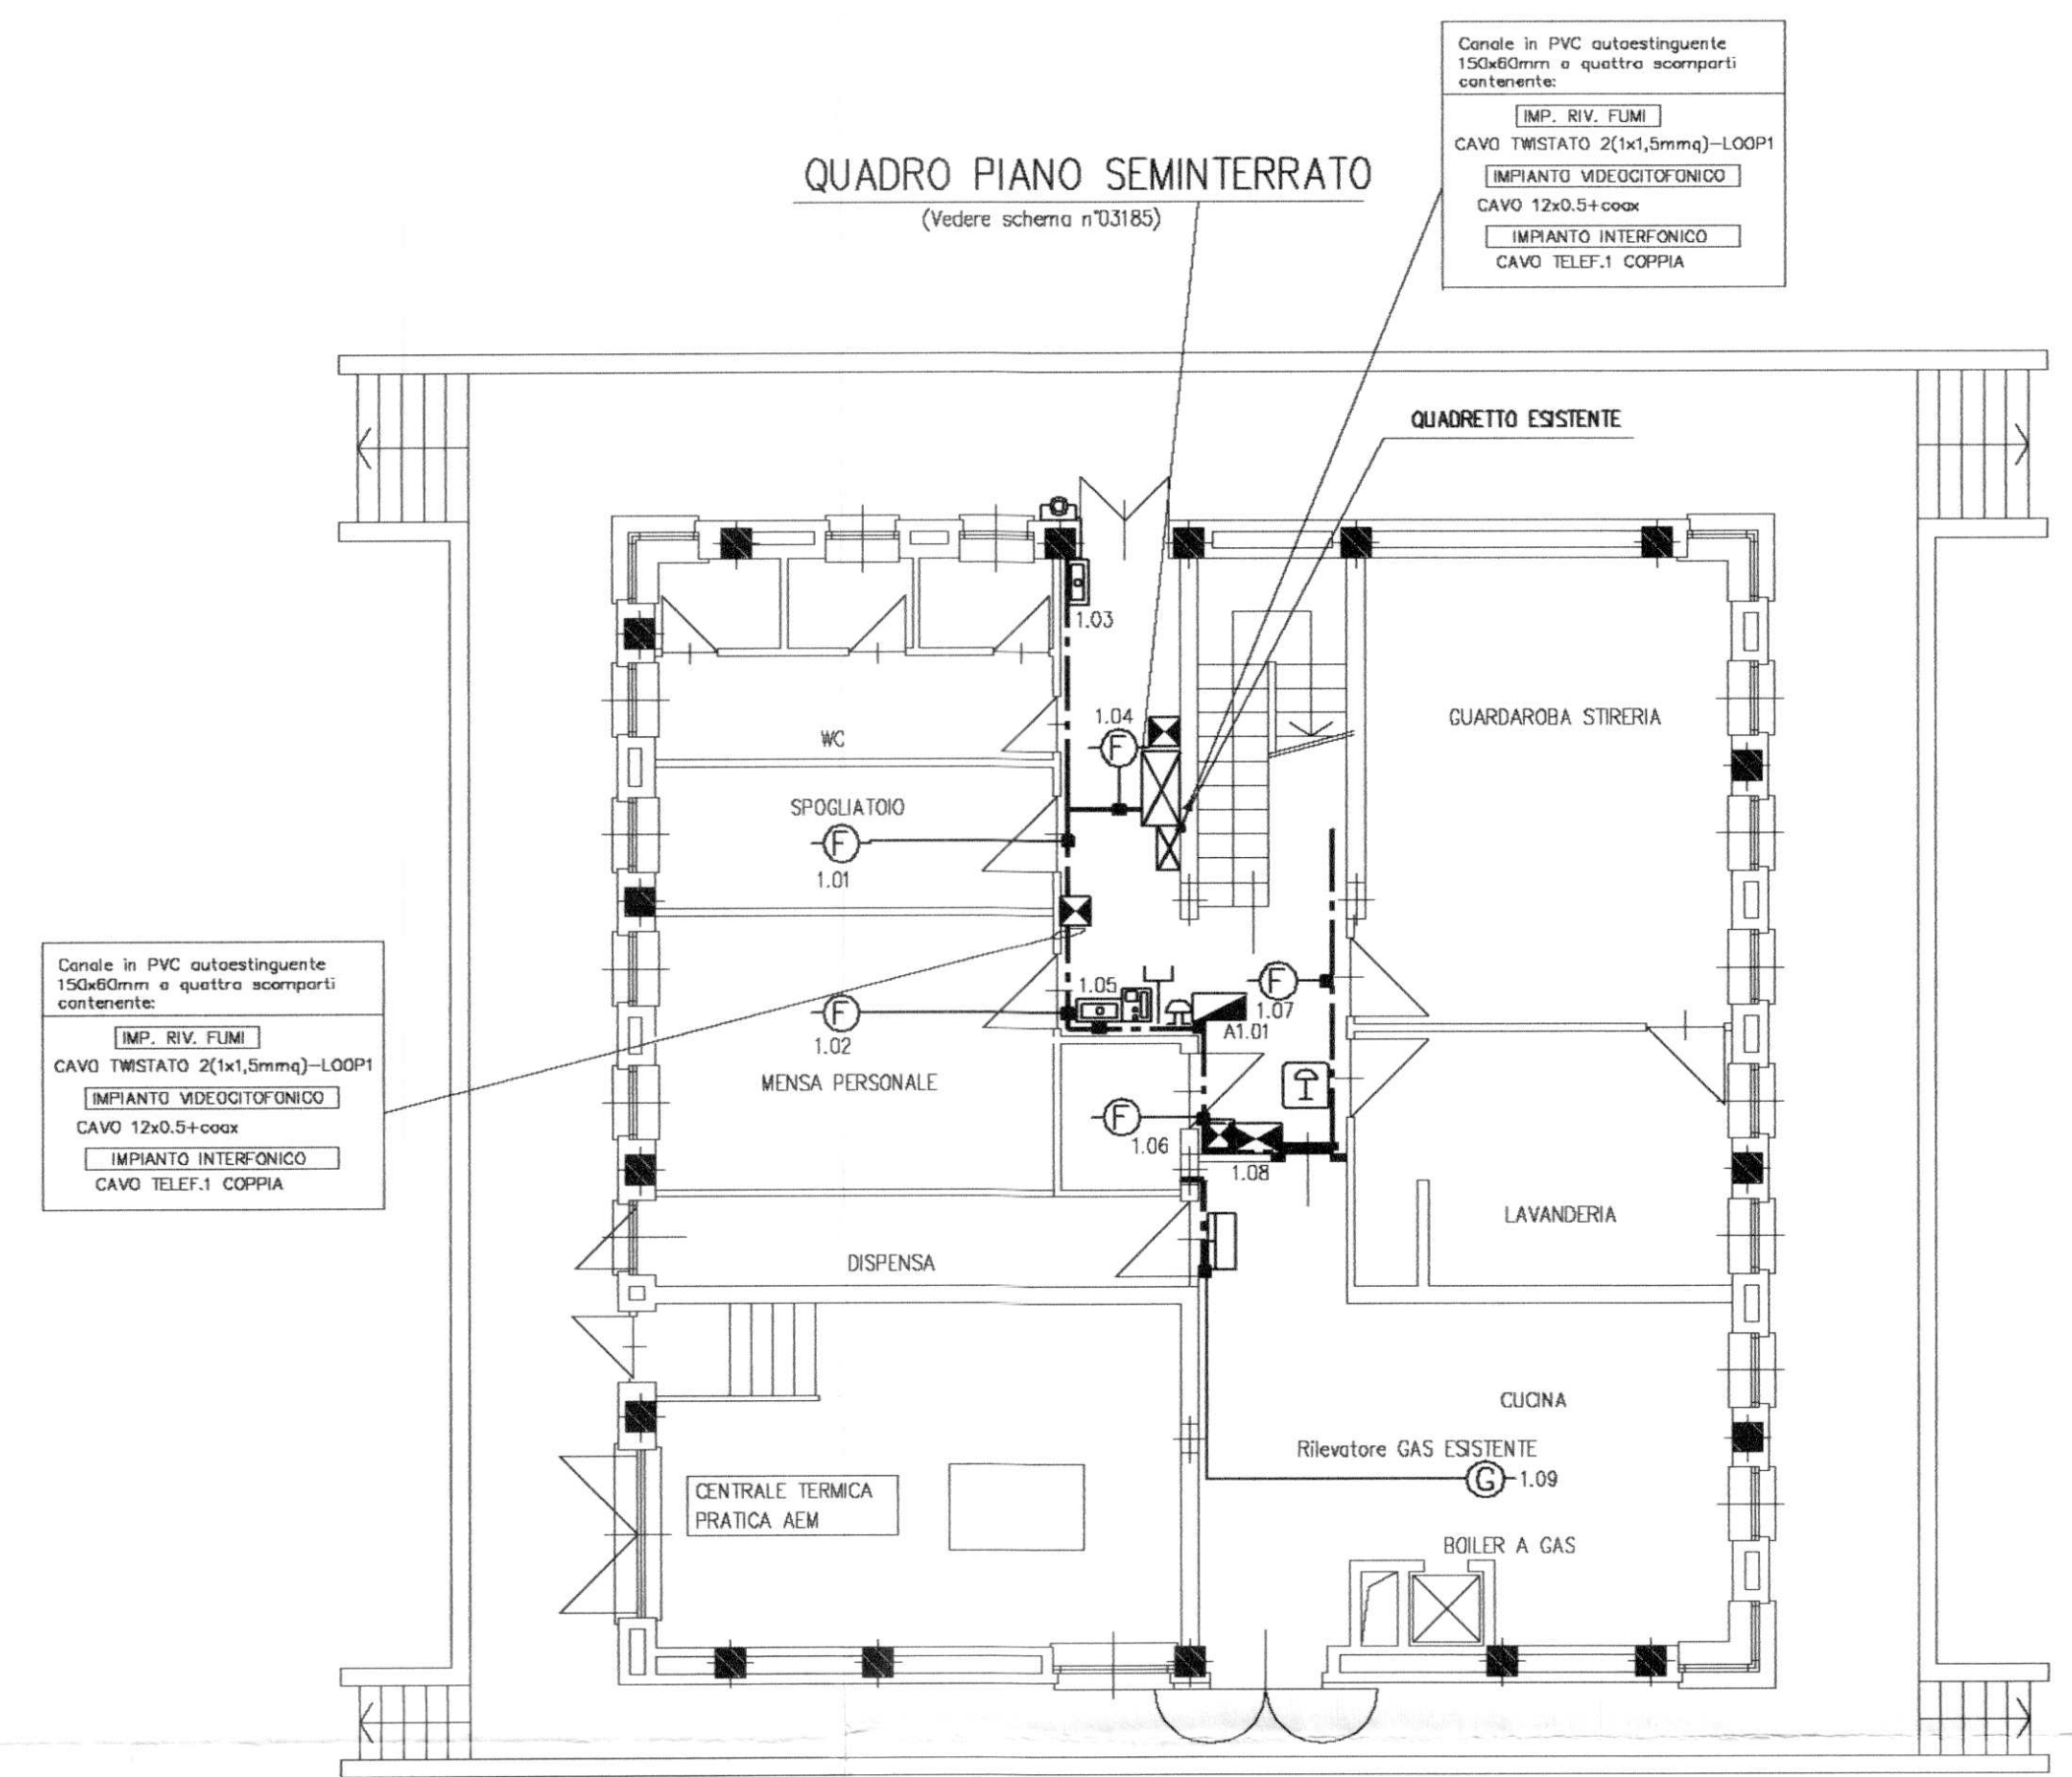 Canale in PVC autoestinguente
150x60mm a quattro scomparti
contenente:
IMP. RIV. FUMI
CAVO TWISTATO 2(1x1,5mmq)-LOOP1
IMPIANTO VIDEOCITOFONICO
CAVO 12x0.5+coax
IMPIANTO INTERFONICO
CAVO TELEF.1 COPPIA
QUADRO PIANO SEMINTERRATO
(Vedere schema n°03185)
QUADRETTO ESISTENTE
1.03
1.04
F
WC
GUARDAROBA STIRERIA
SPOGLIATOIO
F
1.01
Canale in PVC autoestinguente
150x60mm a quattro scomparti
contenente:
IMP. RIV. FUMI
CAVO TWISTATO 2(1x1,5mmq)-LOOP1
IMPIANTO VIDEOCITOFONICO
CAVO 12x0.5+coax
IMPIANTO INTERFONICO
CAVO TELEF.1 COPPIA
F
1.02
1.05
F
1.07
A1.01
MENSA PERSONALE
F
1.06
1.08
LAVANDERIA
DISPENSA
CUCINA
Rilevatore GAS ESISTENTE
G
1.09
CENTRALE TERMICA
PRATICA AEM
BOILER A GAS